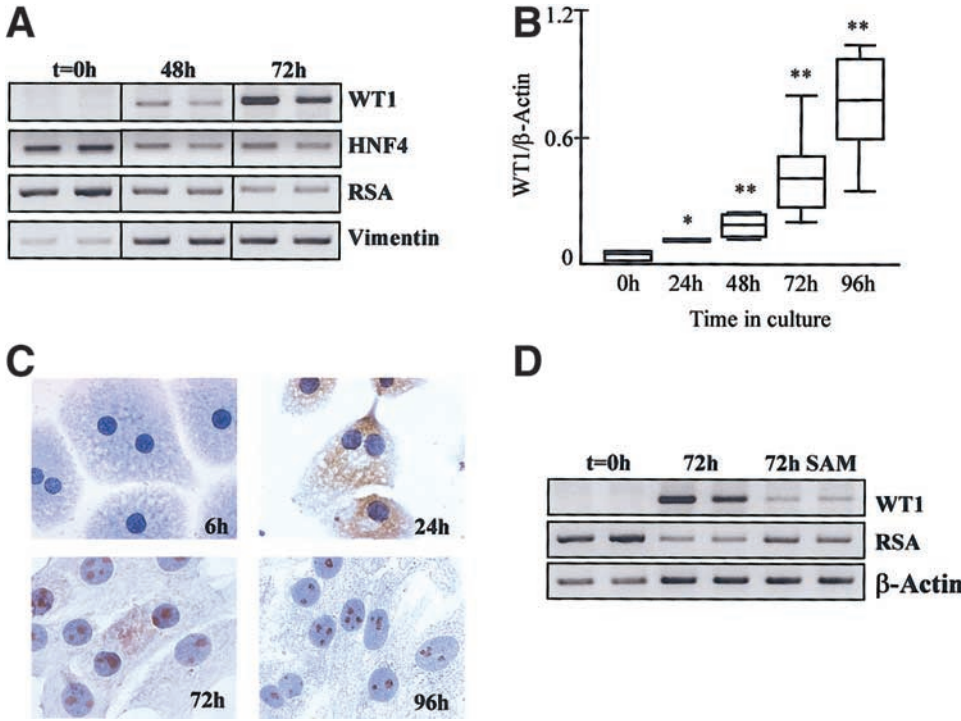 A
t=0h 48h 72h
WT1
HNF4
RSA
Vimentin
B
1.2
0.6
0
WT1/β-Actin
* ** ** **
0h 24h 48h 72h 96h
Time in culture
C
6h
24h
72h
96h
D
t=0h 72h 72h SAM
WT1
RSA
β-Actin